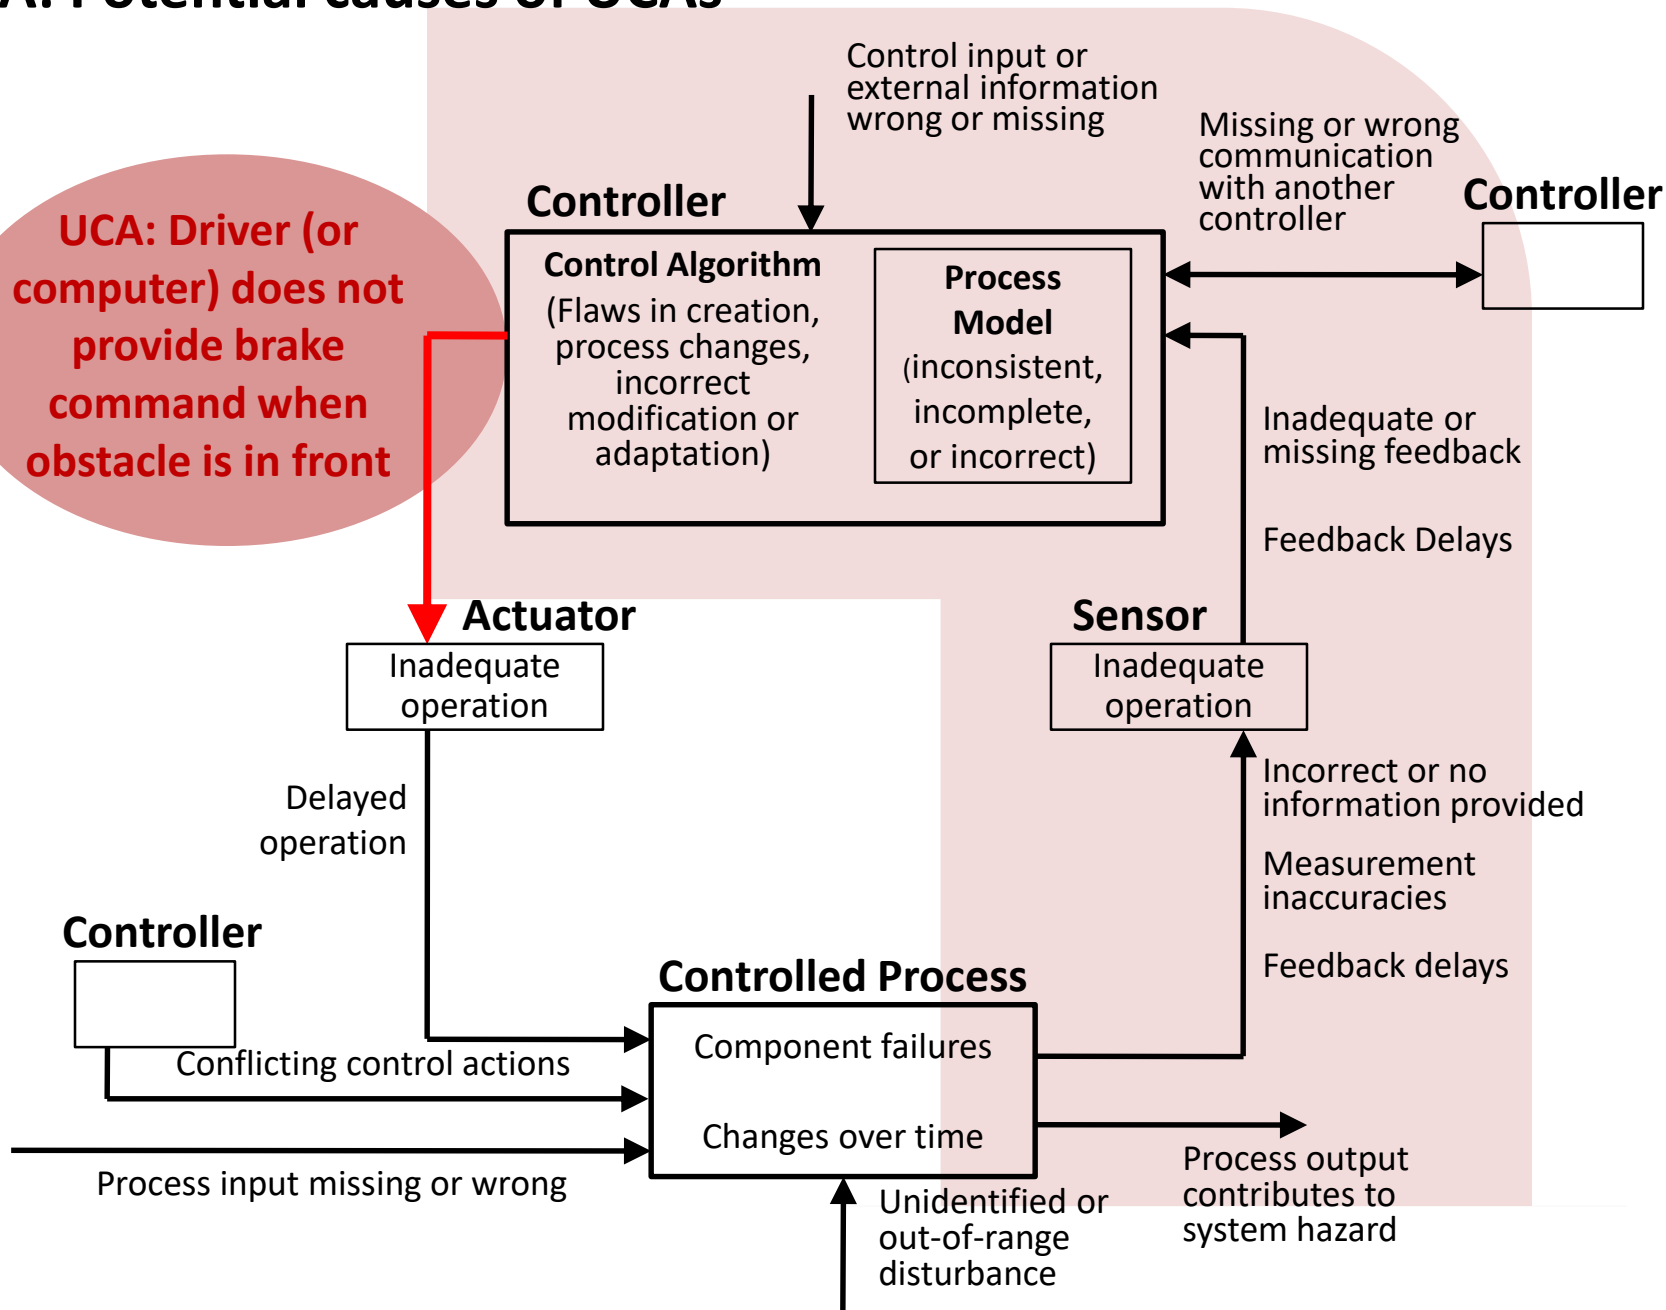 A: Potential causes of UCAs
Control input or
external information
wrong or missing
Missing or wrong
communication
with another
controller
Controller
Controller
UCA: Driver (or
computer) does not
provide brake
command when
obstacle is in front
Control Algorithm
(Flaws in creation,
process changes,
incorrect
modification or
adaptation)
Process
Model
(inconsistent,
incomplete,
or incorrect)
Inadequate or
missing feedback
Feedback Delays
Actuator
Inadequate
operation
Sensor
Inadequate
operation
Delayed
operation
Incorrect or no
information provided
Measurement
inaccuracies
Feedback delays
Controller
Controlled Process
Component failures
Changes over time
Conflicting control actions
Process input missing or wrong
Unidentified or
out-of-range
disturbance
Process output
contributes to
system hazard